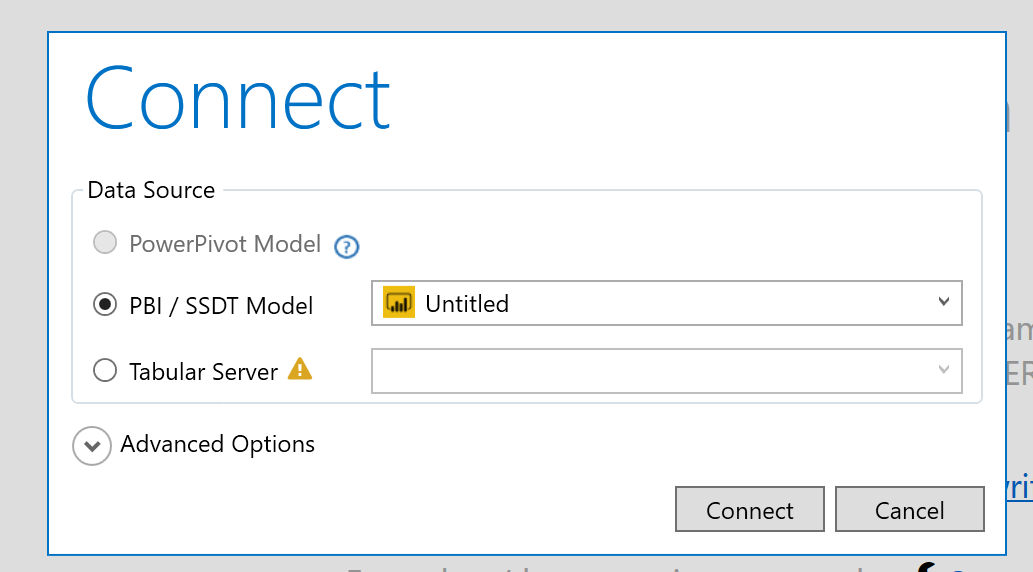 Connect
Data Source
PowerPivot Model ?
PBI / SSDT Model Untitled
Tabular Server
Advanced Options
Connect Cancel